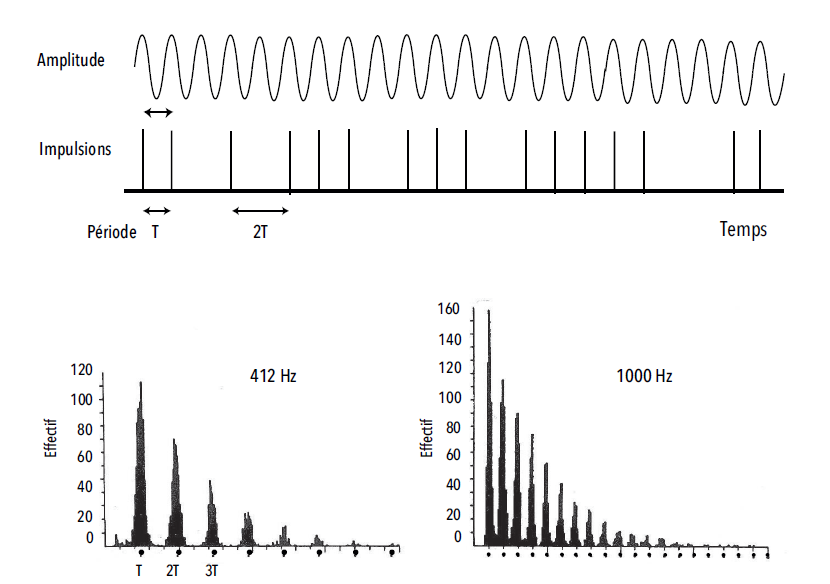 Amplitude
Impulsions
Période T 2T Temps
412 Hz
Effectif
120
100
80
60
40
20
0
T 2T 3T
1000 Hz
Effectif
160
140
120
100
80
60
40
20
0